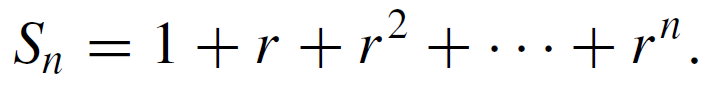 Sₙ = 1 + r + r² + · · · + rⁿ.